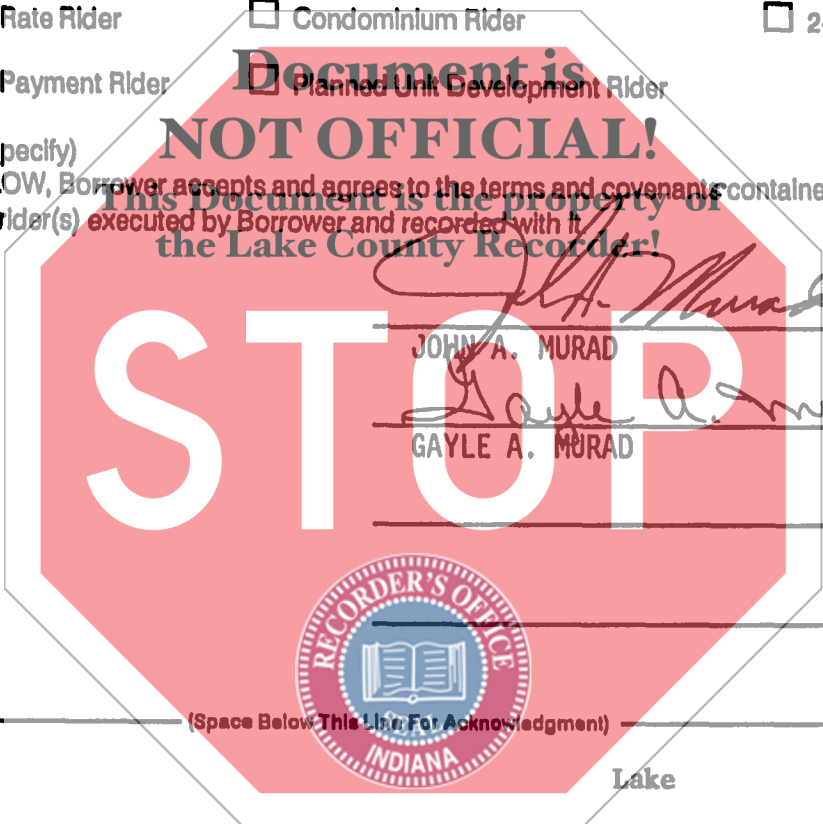 Rate Rider ☐ Condominium Rider ☐ 2
Document is
Payment Rider ☐ Planned Unit Development Rider
NOT OFFICIAL!
pecify)
OW, Borrower accepts and agrees to the terms and covenants containe
This Document is the property of
rider(s) executed by Borrower and recorded with it.
the Lake County Recorder!
John A. Murad
STOP
JOHN A. MURAD
Gayle A. M
GAYLE A. MURAD
RECORDER'S OFFICE
(Space Below This Line For Acknowledgment)
INDIANA
Lake